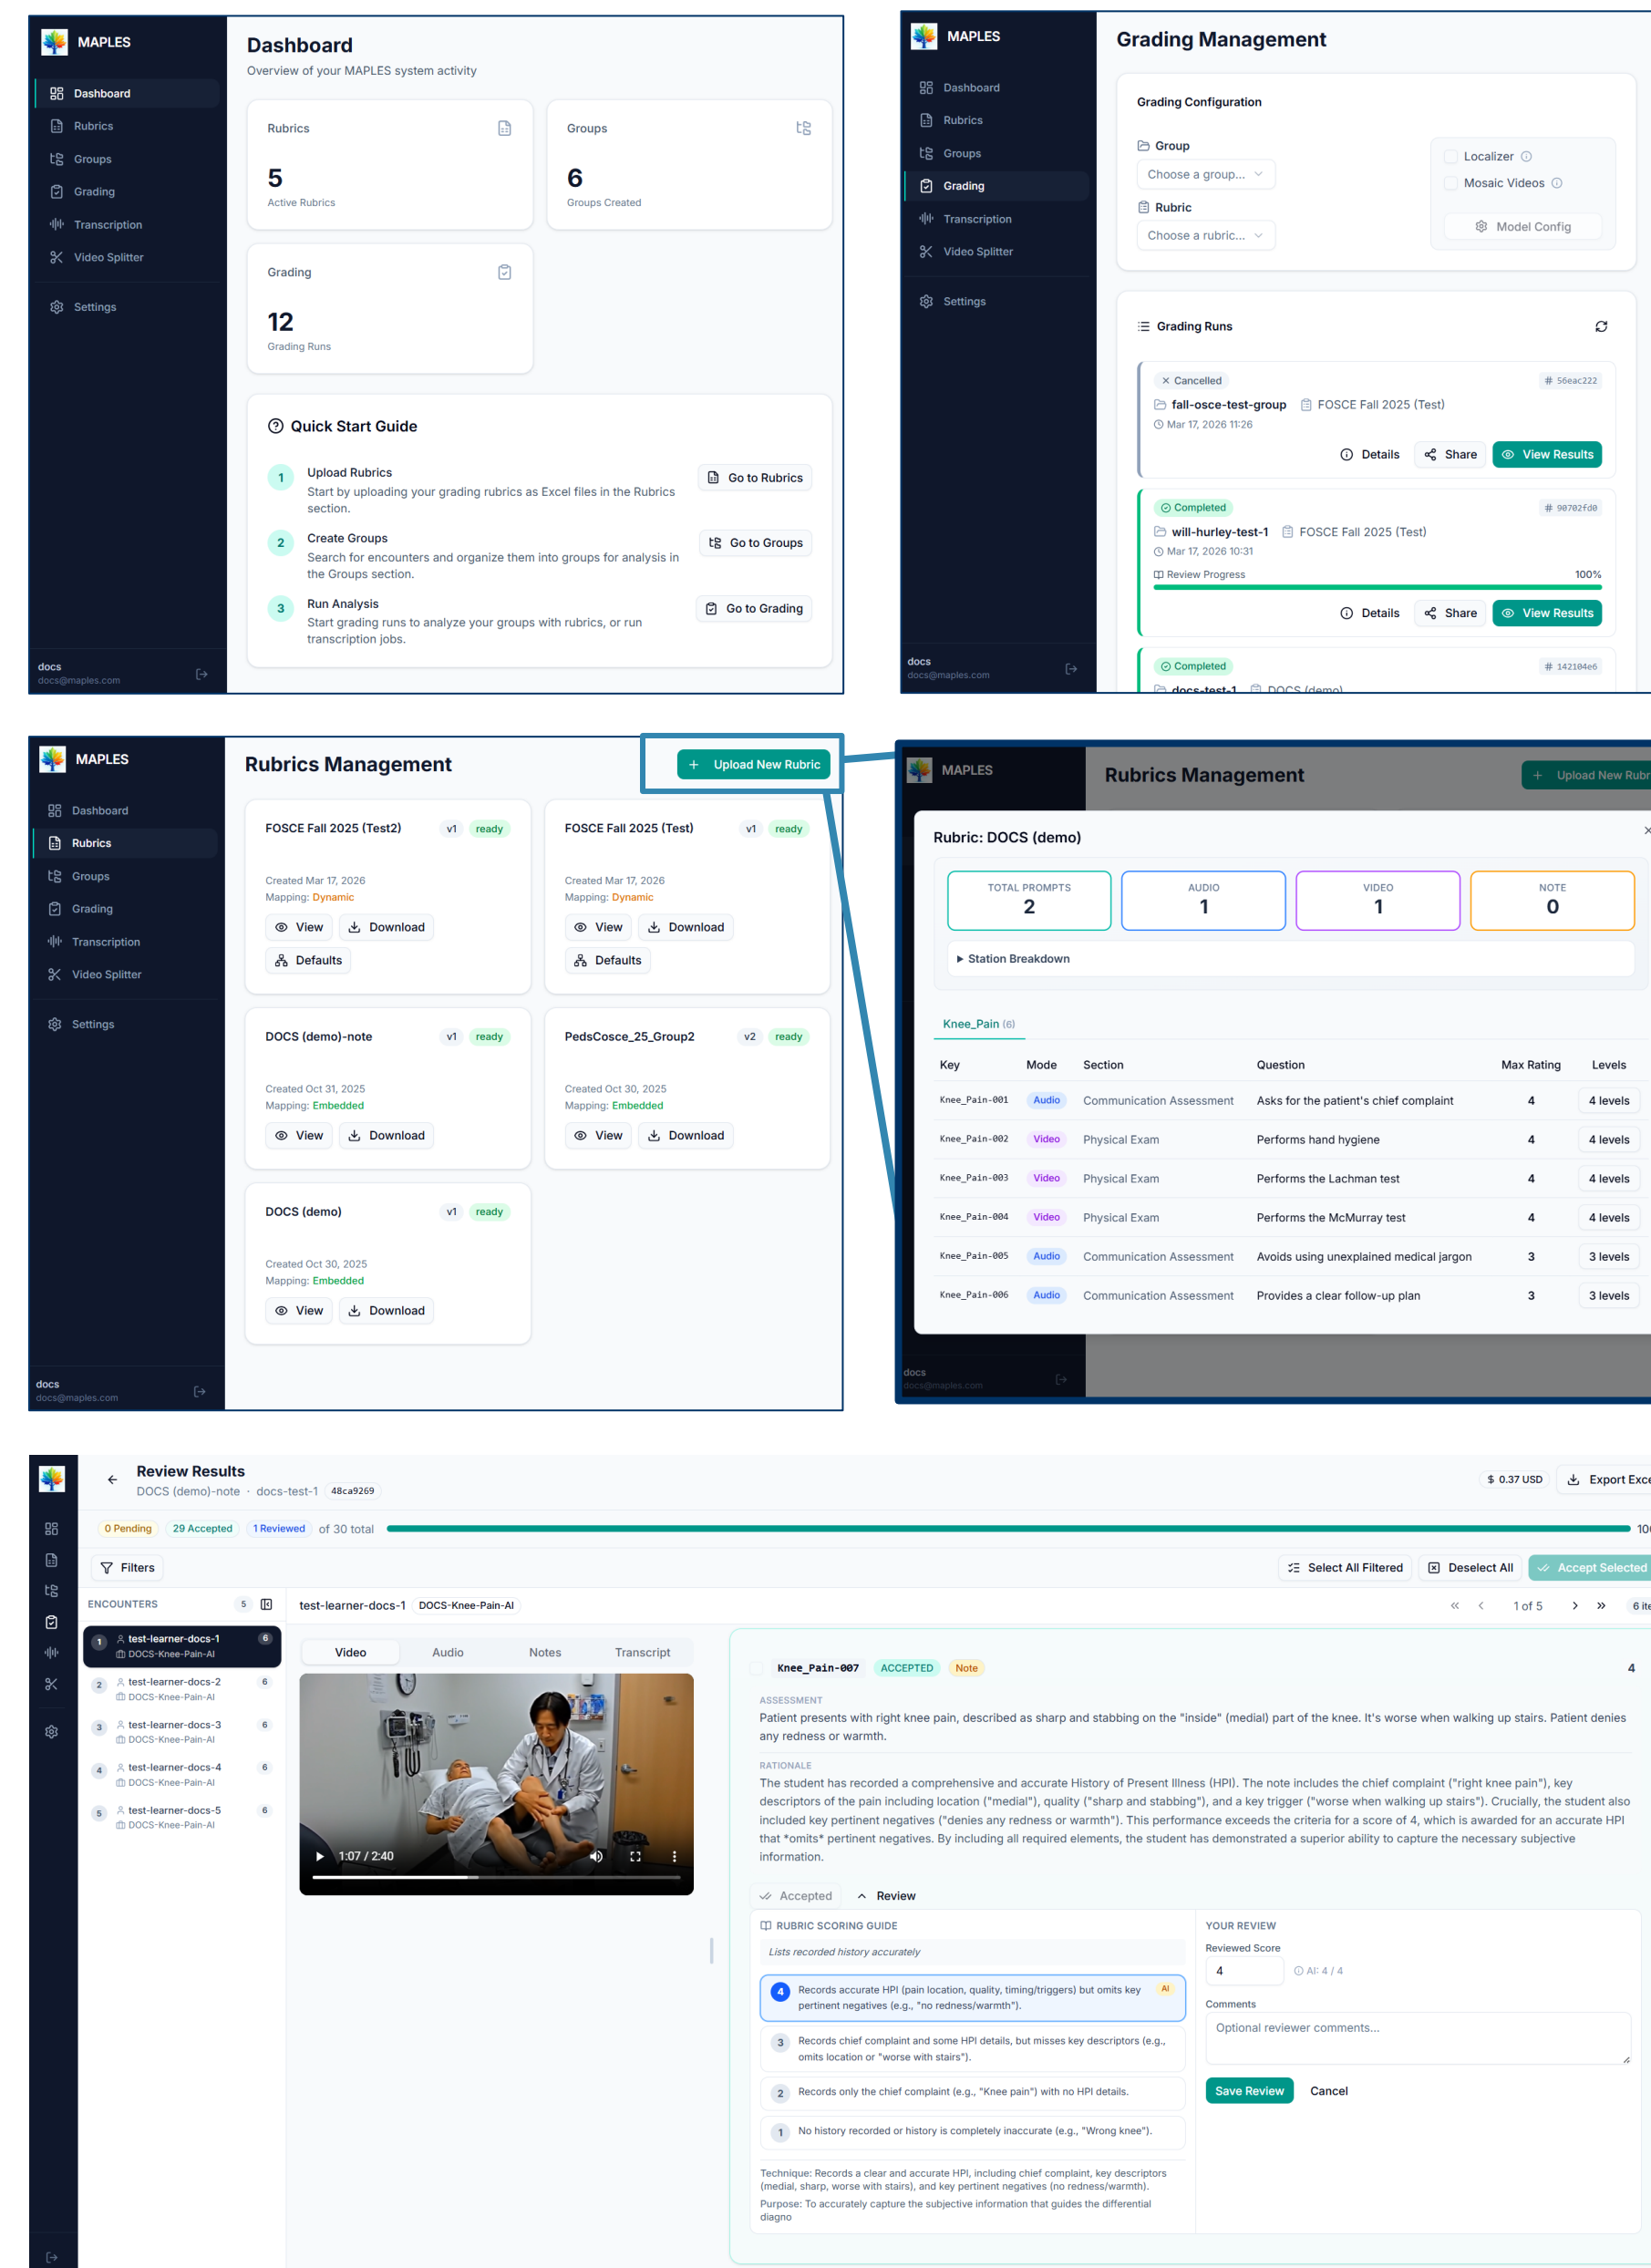 MAPLES
Dashboard
Rubrics
Groups
Grading
Transcription
Video Splitter
Settings
docs
docs@maples.com
Dashboard
Overview of your MAPLES system activity
Rubrics
5
Active Rubrics
Groups
6
Groups Created
Grading
12
Grading Runs
Quick Start Guide
1
Upload Rubrics
Start by uploading your grading rubrics as Excel files in the Rubrics
section.
Go to Rubrics
2
Create Groups
Search for encounters and organize them into groups for analysis in
the Groups section.
Go to Groups
3
Run Analysis
Start grading runs to analyze your groups with rubrics, or run
transcription jobs.
Go to Grading
MAPLES
Dashboard
Rubrics
Groups
Grading
Transcription
Video Splitter
Settings
docs
docs@maples.com
Grading Management
Grading Configuration
Group
Choose a group...
Rubric
Choose a rubric...
Localizer
Mosaic Videos
Model Config
Grading Runs
Cancelled
# 56eac222
fall-osce-test-group FOSCE Fall 2025 (Test)
Mar 17, 2026 11:26
Details Share View Results
Completed
# 90702fd0
will-hurley-test-1 FOSCE Fall 2025 (Test)
Mar 17, 2026 10:31
Review Progress 100%
Details Share View Results
Completed
# 142104e6
docs-test-1 DOCS (demo)
MAPLES
Dashboard
Rubrics
Groups
Grading
Transcription
Video Splitter
Settings
docs
docs@maples.com
Rubrics Management
+ Upload New Rubric
FOSCE Fall 2025 (Test2) v1 ready
Created Mar 17, 2026
Mapping: Dynamic
View Download
Defaults
FOSCE Fall 2025 (Test) v1 ready
Created Mar 17, 2026
Mapping: Dynamic
View Download
Defaults
DOCS (demo)-note v1 ready
Created Oct 31, 2025
Mapping: Embedded
View Download
PedsCosce_25_Group2 v2 ready
Created Oct 30, 2025
Mapping: Embedded
View Download
DOCS (demo) v1 ready
Created Oct 30, 2025
Mapping: Embedded
View Download
MAPLES
Rubrics Management
+ Upload New Rubr
Rubric: DOCS (demo)
TOTAL PROMPTS
2
AUDIO
1
VIDEO
1
NOTE
0
Station Breakdown
Knee_Pain (6)
Key Mode Section Question Max Rating Levels
Knee_Pain-001 Audio Communication Assessment Asks for the patient's chief complaint 4 4 levels
Knee_Pain-002 Video Physical Exam Performs hand hygiene 4 4 levels
Knee_Pain-003 Video Physical Exam Performs the Lachman test 4 4 levels
Knee_Pain-004 Video Physical Exam Performs the McMurray test 4 4 levels
Knee_Pain-005 Audio Communication Assessment Avoids using unexplained medical jargon 3 3 levels
Knee_Pain-006 Audio Communication Assessment Provides a clear follow-up plan 3 3 levels
docs
docs@maples.com
Review Results
DOCS (demo)-note · docs-test-1 48ca9269
$ 0.37 USD
Export Exce
0 Pending 29 Accepted 1 Reviewed of 30 total
100
Filters
Select All Filtered Deselect All Accept Selected
ENCOUNTERS 5
1 test-learner-docs-1 6
DOCS-Knee-Pain-AI
2 test-learner-docs-2 6
DOCS-Knee-Pain-AI
3 test-learner-docs-3 6
DOCS-Knee-Pain-AI
4 test-learner-docs-4 6
DOCS-Knee-Pain-AI
5 test-learner-docs-5 6
DOCS-Knee-Pain-AI
test-learner-docs-1 DOCS-Knee-Pain-AI
1 of 5
6 ite
Video Audio Notes Transcript
1:07 / 2:40
Knee_Pain-007 ACCEPTED Note 4
ASSESSMENT
Patient presents with right knee pain, described as sharp and stabbing on the "inside" (medial) part of the knee. It's worse when walking up stairs. Patient denies
any redness or warmth.
RATIONALE
The student has recorded a comprehensive and accurate History of Present Illness (HPI). The note includes the chief complaint ("right knee pain"), key
descriptors of the pain including location ("medial"), quality ("sharp and stabbing"), and a key trigger ("worse when walking up stairs"). Crucially, the student also
included key pertinent negatives ("denies any redness or warmth"). This performance exceeds the criteria for a score of 4, which is awarded for an accurate HPI
that *omits* pertinent negatives. By including all required elements, the student has demonstrated a superior ability to capture the necessary subjective
information.
Accepted Review
RUBRIC SCORING GUIDE
Lists recorded history accurately
4 Records accurate HPI (pain location, quality, timing/triggers) but omits key AI
pertinent negatives (e.g., "no redness/warmth").
3 Records chief complaint and some HPI details, but misses key descriptors (e.g.,
omits location or "worse with stairs").
2 Records only the chief complaint (e.g., "Knee pain") with no HPI details.
1 No history recorded or history is completely inaccurate (e.g., "Wrong knee").
Technique: Records a clear and accurate HPI, including chief complaint, key descriptors
(medial, sharp, worse with stairs), and key pertinent negatives (no redness/warmth).
Purpose: To accurately capture the subjective information that guides the differential
diagno
YOUR REVIEW
Reviewed Score
4 AI: 4 / 4
Comments
Optional reviewer comments...
Save Review Cancel